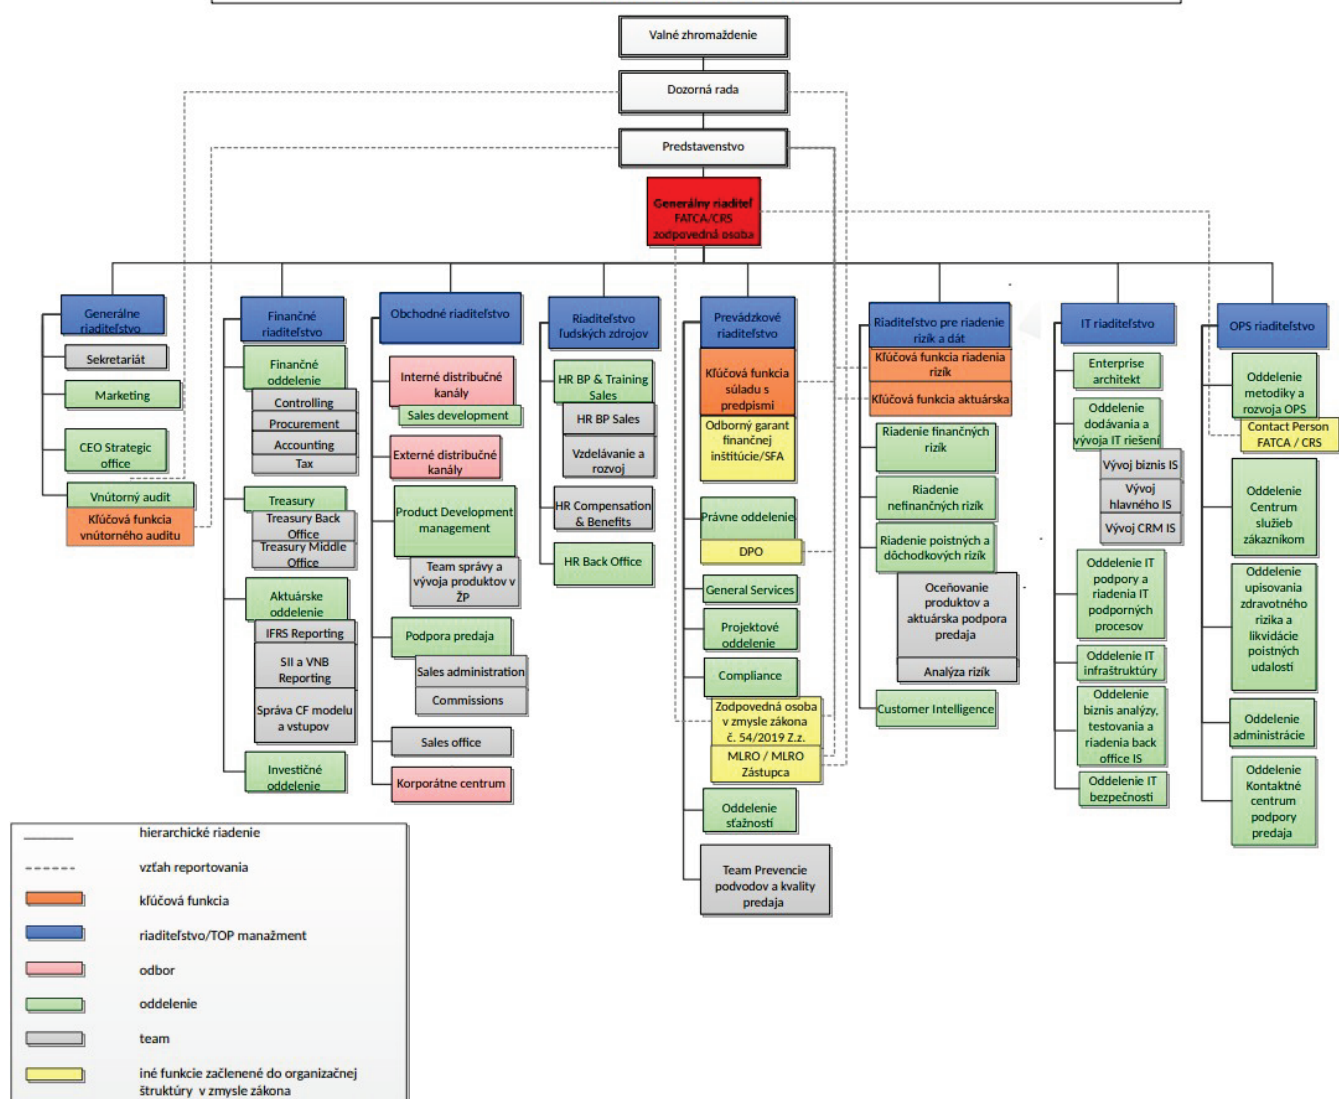 Valné zhromaždenie
Dozorná rada
Predstavenstvo
Generálny riaditeľ
FATCA/CRS
zodpovedná osoba
Generálne
riaditeľstvo
Sekretariát
Marketing
CEO Strategic
office
Vnútorný audit
Kľúčová funkcia
vnútorného auditu
Finančné
riaditeľstvo
Finančné
oddelenie
Controlling
Procurement
Accounting
Tax
Treasury
Treasury Back
Office
Treasury Middle
Office
Aktuárske
oddelenie
IFRS Reporting
SII a VNB
Reporting
Správa CF modelu
a vstupov
Investičné
oddelenie
Obchodné riaditeľstvo
Interné distribučné
kanály
Sales development
Externé distribučné
kanály
Product Development
management
Team správy a
vývoja produktov v
ŽP
Podpora predaja
Sales administration
Commissions
Sales office
Korporátne centrum
Riaditeľstvo
ľudských zdrojov
HR BP & Training
Sales
HR BP Sales
Vzdelávanie a
rozvoj
HR Compensation
& Benefits
HR Back Office
Prevádzkové
riaditeľstvo
Kľúčová funkcia
súladu s
predpismi
Odborný garant
finančnej
inštitúcie/SFA
Právne oddelenie
DPO
General Services
Projektové
oddelenie
Compliance
Zodpovedná osoba
v zmysle zákona
č. 54/2019 Z.z.
MLRO / MLRO
Zástupca
Oddelenie
sťažností
Team Prevencie
podvodov a kvality
predaja
Riaditeľstvo pre riadenie
rizík a dát
Kľúčová funkcia riadenia
rizík
Kľúčová funkcia aktuárska
Riadenie finančných
rizík
Riadenie
nefinančných rizík
Riadenie poistných a
dôchodkových rizík
Oceňovanie
produktov a
aktuárska podpora
predaja
Analýza rizík
Customer Intelligence
IT riaditeľstvo
Enterprise
architekt
Oddelenie
dodávania a
vývoja IT riešení
Vývoj biznis IS
Vývoj
hlavného IS
Vývoj CRM IS
Oddelenie IT
podpory a
riadenia IT
podporných
procesov
Oddelenie IT
infraštruktúry
Oddelenie
biznis analýzy,
testovania a
riadenia back
office IS
Oddelenie IT
bezpečnosti
OPS riaditeľstvo
Oddelenie
metodiky a
rozvoja OPS
Contact Person
FATCA / CRS
Oddelenie
Centrum
služieb
zákazníkom
Oddelenie
upisovania
zdravotného
rizika a
likvidácie
poistných
udalostí
Oddelenie
administrácie
Oddelenie
Kontaktné
centrum
podpory
predaja
hierarchické riadenie
vzťah reportovania
kľúčová funkcia
riaditeľstvo/TOP manažment
odbor
oddelenie
team
iné funkcie začlenené do organizačnej
štruktúry v zmysle zákona